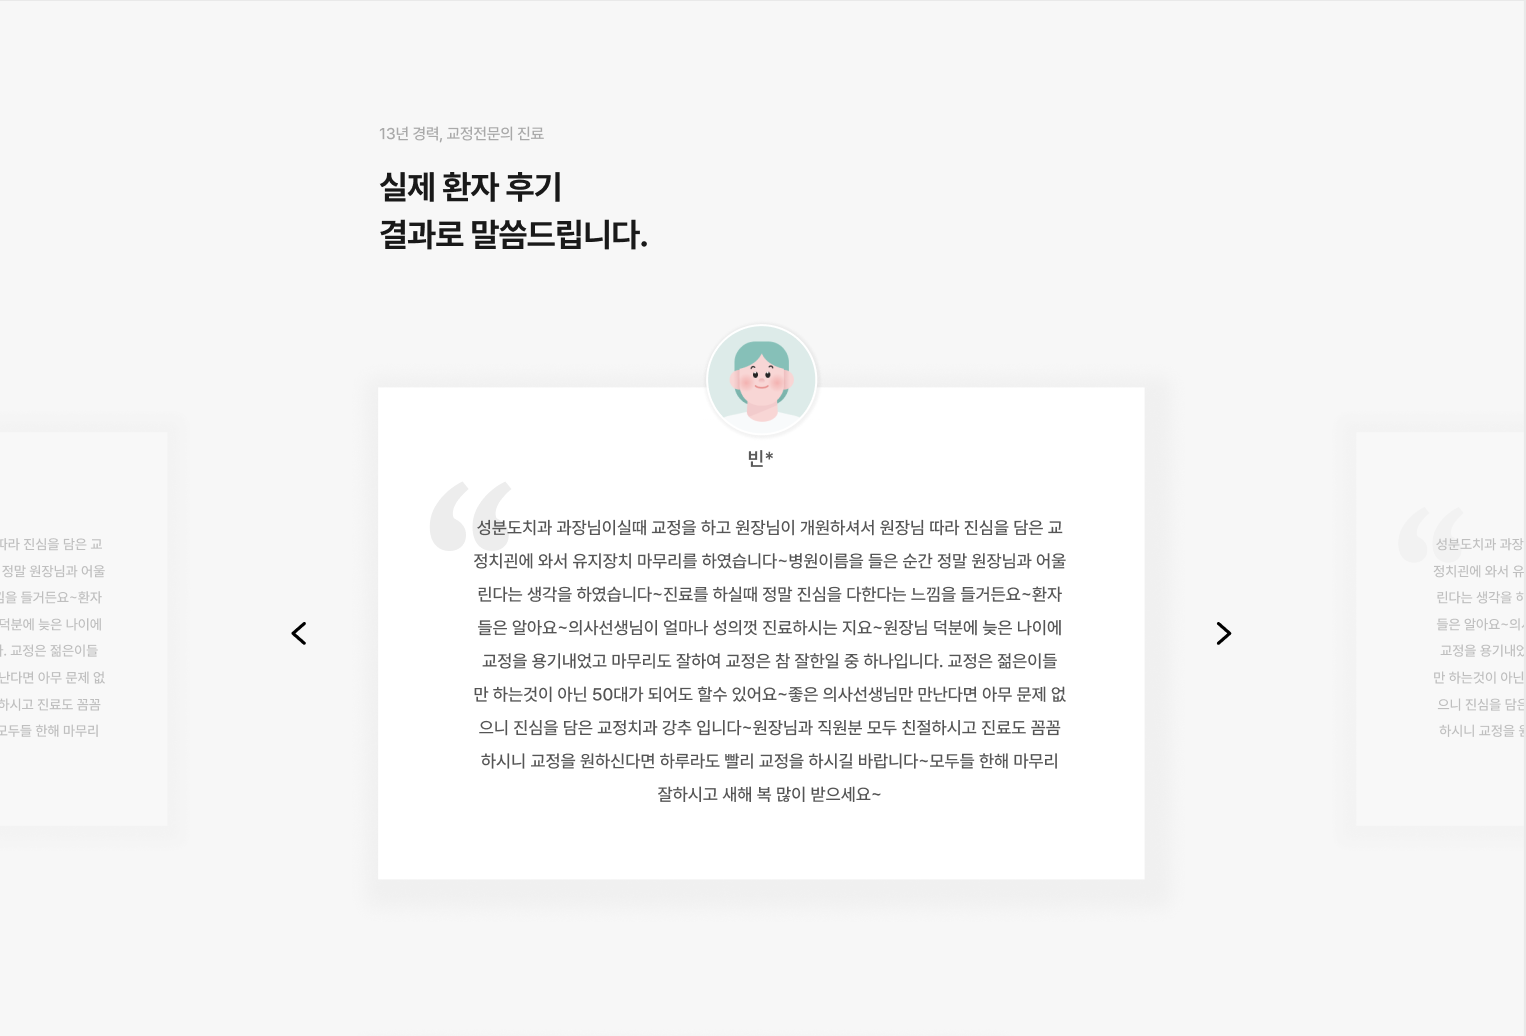 13년 경력, 교정전문의 진료
실제 환자 후기
결과로 말씀드립니다.
빈*
성분도치과 과장님이실때 교정을 하고 원장님이 개원하셔서 원장님 따라 진심을 담은 교
정치괸에 와서 유지장치 마무리를 하였습니다~병원이름을 들은 순간 정말 원장님과 어울
린다는 생각을 하였습니다~진료를 하실때 정말 진심을 다한다는 느낌을 들거든요~환자
들은 알아요~의사선생님이 얼마나 성의껏 진료하시는 지요~원장님 덕분에 늦은 나이에
교정을 용기내었고 마무리도 잘하여 교정은 참 잘한일 중 하나입니다. 교정은 젊은이들
만 하는것이 아닌 50대가 되어도 할수 있어요~좋은 의사선생님만 만난다면 아무 문제 없
으니 진심을 담은 교정치과 강추 입니다~원장님과 직원분 모두 친절하시고 진료도 꼼꼼
하시니 교정을 원하신다면 하루라도 빨리 교정을 하시길 바랍니다~모두들 한해 마무리
잘하시고 새해 복 많이 받으세요~
따라 진심을 담은 교
정말 원장님과 어울
낌을 들거든요~환자
덕분에 늦은 나이에
. 교정은 젊은이들
난다면 아무 문제 없
하시고 진료도 꼼꼼
모두들 한해 마무리
성분도치과 과장
정치괸에 와서 유
린다는 생각을 하
들은 알아요~의사
교정을 용기내었
만 하는것이 아닌
으니 진심을 담은
하시니 교정을 원